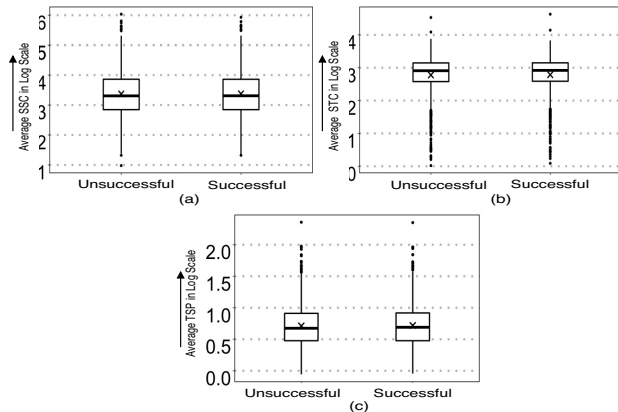 Average SSC in Log Scale
6
5
4
3
2
1
Unsuccessful Successful
(a)
Average STC in Log Scale
4
3
2
1
0
Unsuccessful Successful
(b)
Average TSP in Log Scale
2.0
1.5
1.0
0.5
0.0
Unsuccessful Successful
(c)